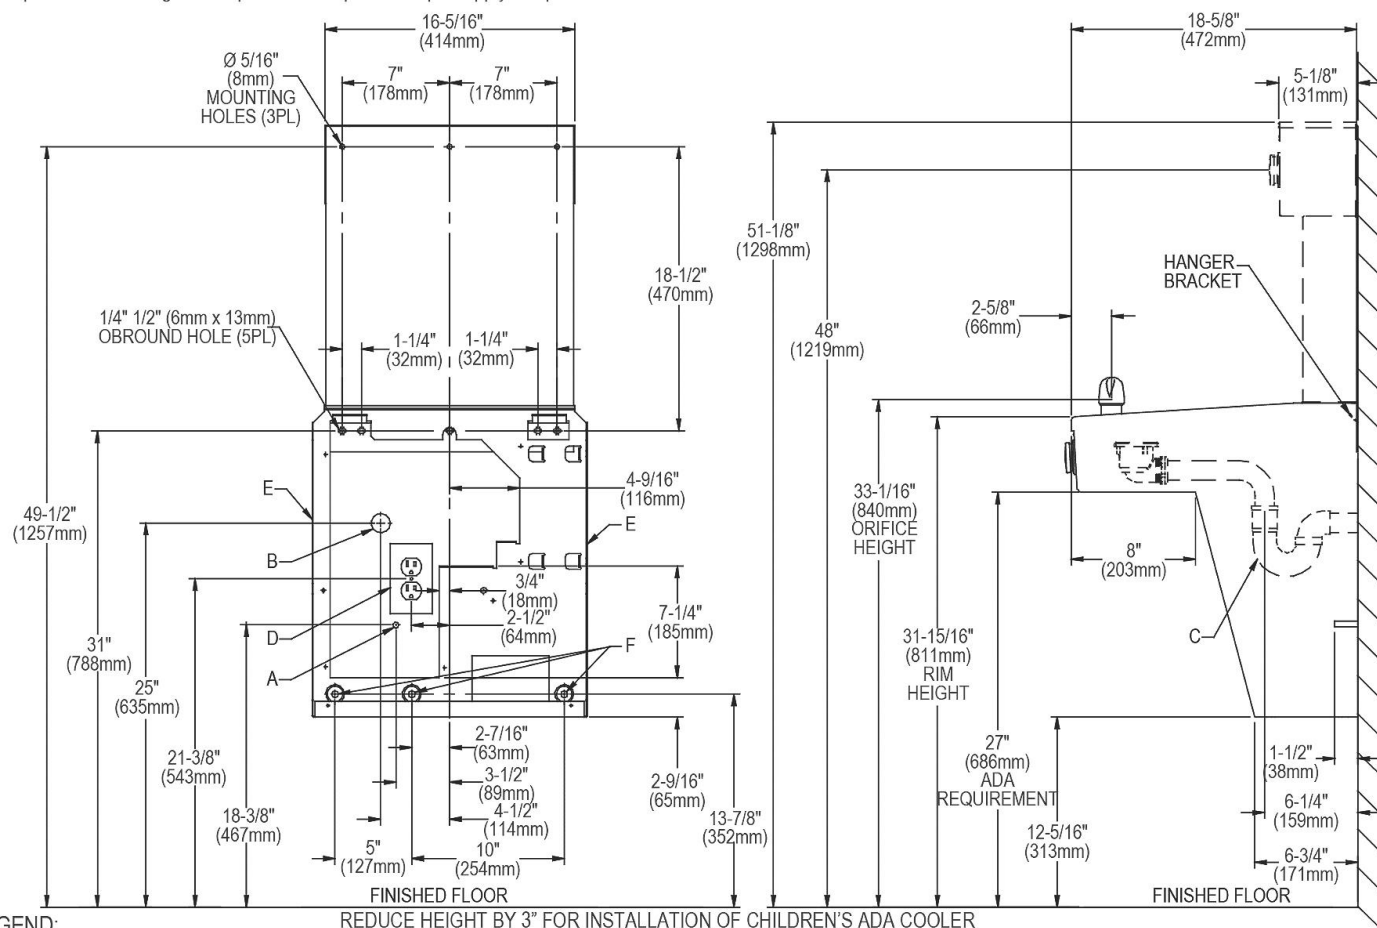 16-5/16"
(414mm)
Ø 5/16"
(8mm)
MOUNTING
HOLES (3PL)
7"
(178mm)
7"
(178mm)
18-1/2"
(470mm)
1/4" 1/2" (6mm x 13mm)
OBROUND HOLE (5PL)
1-1/4"
(32mm)
1-1/4"
(32mm)
4-9/16"
(116mm)
E
E
B
D
A
F
49-1/2"
(1257mm)
31"
(788mm)
25"
(635mm)
21-3/8"
(543mm)
18-3/8"
(467mm)
3/4"
(18mm)
2-1/2"
(64mm)
7-1/4"
(185mm)
2-7/16"
(63mm)
3-1/2"
(89mm)
4-1/2"
(114mm)
5"
(127mm)
10"
(254mm)
2-9/16"
(65mm)
13-7/8"
(352mm)
FINISHED FLOOR
18-5/8"
(472mm)
5-1/8"
(131mm)
51-1/8"
(1298mm)
48"
(1219mm)
HANGER
BRACKET
2-5/8"
(66mm)
33-1/16"
(840mm)
ORIFICE
HEIGHT
8"
(203mm)
31-15/16"
(811mm)
RIM
HEIGHT
C
27"
(686mm)
ADA
REQUIREMENT
12-5/16"
(313mm)
1-1/2"
(38mm)
6-1/4"
(159mm)
6-3/4"
(171mm)
FINISHED FLOOR
GEND:
REDUCE HEIGHT BY 3” FOR INSTALLATION OF CHILDREN’S ADA COOLER